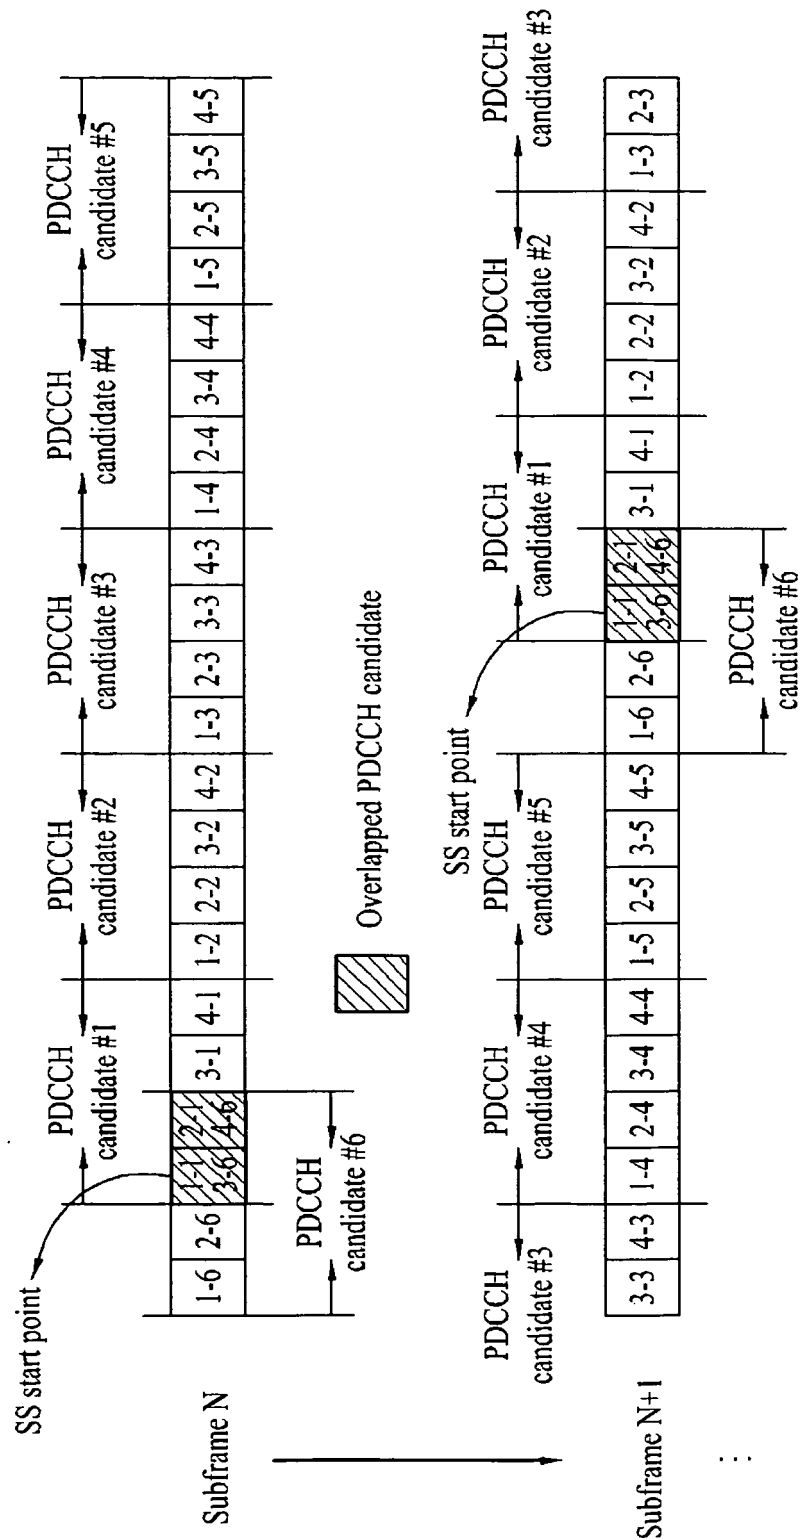 SS start point
PDCCH
candidate #1
PDCCH
candidate #2
PDCCH
candidate #3
PDCCH
candidate #4
PDCCH
candidate #5
Subframe N
1-6 2-6 1-1 2-1 3-1 4-1 1-2 2-2 3-2 4-2 1-3 2-3 3-3 4-3 1-4 2-4 3-4 4-4 1-5 2-5 3-5 4-5
3-6 4-6
PDCCH
candidate #6
Overlapped PDCCH candidate
SS start point
PDCCH
candidate #3
PDCCH
candidate #4
PDCCH
candidate #5
PDCCH
candidate #1
PDCCH
candidate #2
PDCCH
candidate #3
Subframe N+1
3-3 4-3 1-4 2-4 3-4 4-4 1-5 2-5 3-5 4-5 1-6 2-6 1-1 2-1 3-1 4-1 1-2 2-2 3-2 4-2 1-3 2-3
3-6 4-6
PDCCH
candidate #6
...